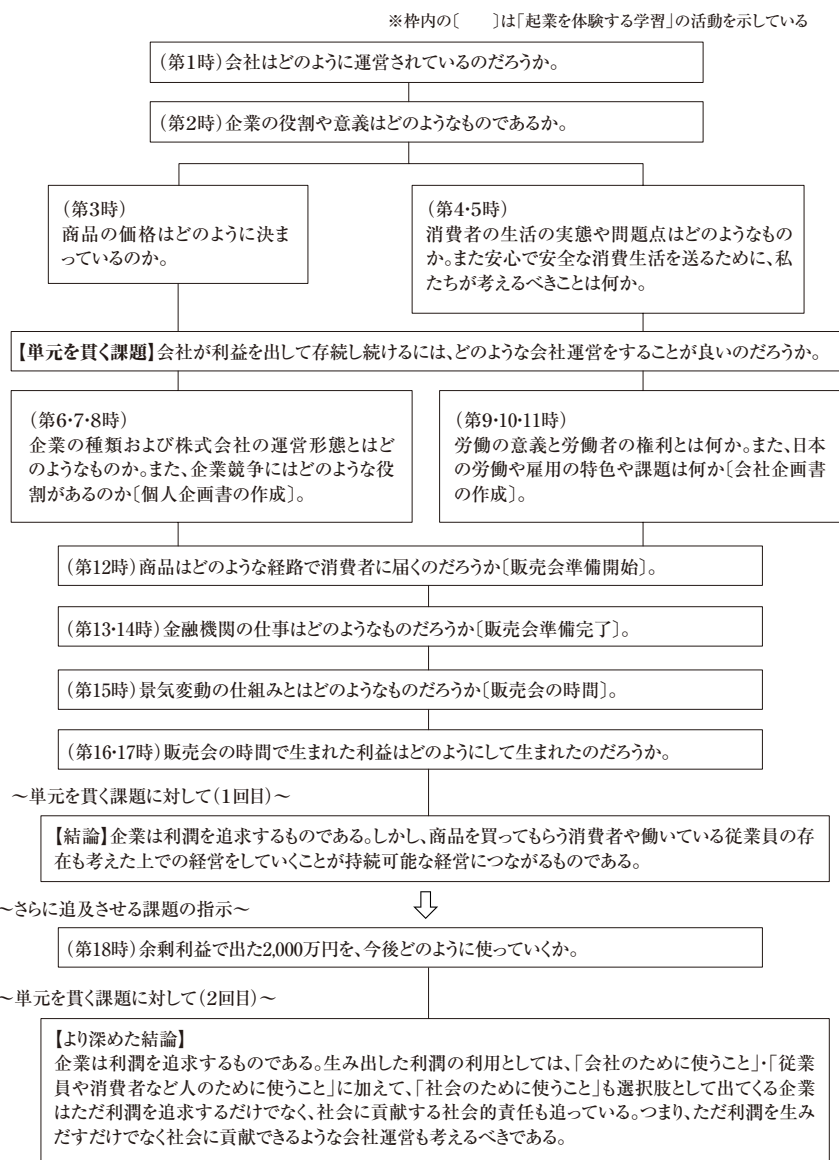 ※枠内の〔　　〕は「起業を体験する学習」の活動を示している
（第1時）会社はどのように運営されているのだろうか。
（第2時）企業の役割や意義はどのようなものであるか。
（第3時）
商品の価格はどのように決ま
っているのか。
（第4・5時）
消費者の生活の実態や問題点はどのようなもの
か。また安心で安全な消費生活を送るために、私
たちが考えるべきことは何か。
【単元を貫く課題】会社が利益を出して存続し続けるには、どのような会社運営をすることが良いのだろうか。
（第6・7・8時）
企業の種類および株式会社の運営形態とはど
のようなものか。また、企業競争にはどのような役
割があるのか〔個人企画書の作成〕。
（第9・10・11時）
労働の意義と労働者の権利とは何か。また、日本
の労働や雇用の特色や課題は何か〔会社企画書
の作成〕。
（第12時）商品はどのような経路で消費者に届くのだろうか〔販売会準備開始〕。
（第13・14時）金融機関の仕事はどのようなものだろうか〔販売会準備完了〕。
（第15時）景気変動の仕組みとはどのようなものだろうか〔販売会の時間〕。
（第16・17時）販売会の時間で生まれた利益はどのようにして生まれたのだろうか。
～単元を貫く課題に対して（1回目）～
【結論】企業は利潤を追求するものである。しかし、商品を買ってもらう消費者や働いている従業員の存
在も考えた上での経営をしていくことが持続可能な経営につながるものである。
～さらに追及させる課題の指示～
（第18時）余剰利益で出た2,000万円を、今後どのように使っていくか。
～単元を貫く課題に対して（2回目）～
【より深めた結論】
企業は利潤を追求するものである。生み出した利潤の利用としては、「会社のために使うこと」・「従業
員や消費者など人のために使うこと」に加えて、「社会のために使うこと」も選択肢として出てくる企業
はただ利潤を追求するだけでなく、社会に貢献する社会的責任も追っている。つまり、ただ利潤を生み
だすだけでなく社会に貢献できるような会社運営も考えるべきである。